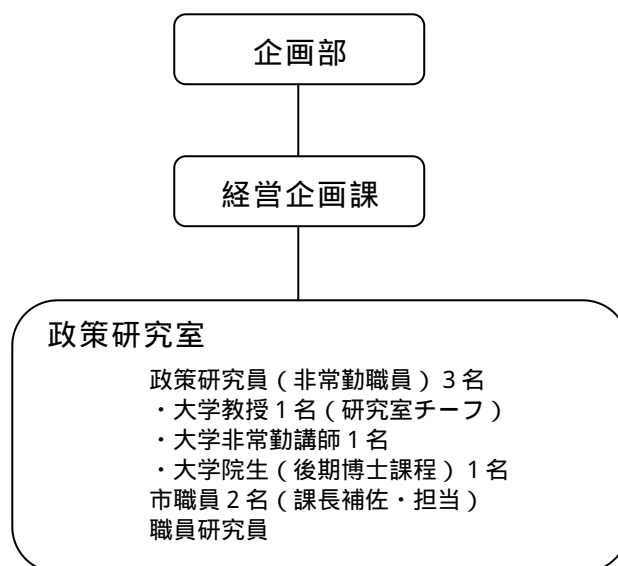 企画部
経営企画課
政策研究室
政策研究員（非常勤職員）３名
・大学教授１名（研究室チーフ）
・大学非常勤講師１名
・大学院生（後期博士課程）１名
市職員２名（課長補佐・担当）
職員研究員